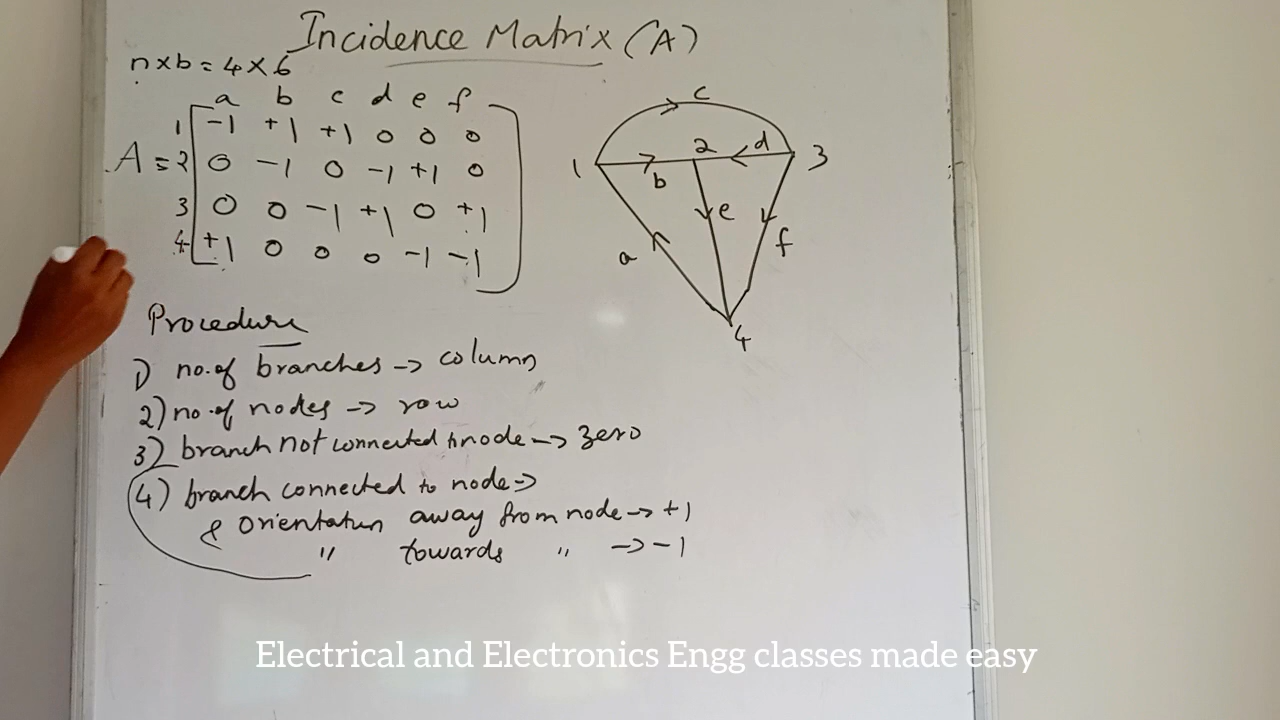 Incidence Matrix (A)
n x b = 4 x 6
a b c d e f
1 -1 +1 +1 0 0 0
A = 2 0 -1 0 -1 +1 0
3 0 0 -1 +1 0 +1
4 +1 0 0 0 -1 -1
c
1 2 d 3
b
e
a f
4
Procedure
1) no. of branches -> column
2) no. of nodes -> row
3) branch not connected to node -> zero
4) branch connected to node ->
& Orientation away from node -> +1
" towards " -> -1
Electrical and Electronics Engg classes made easy